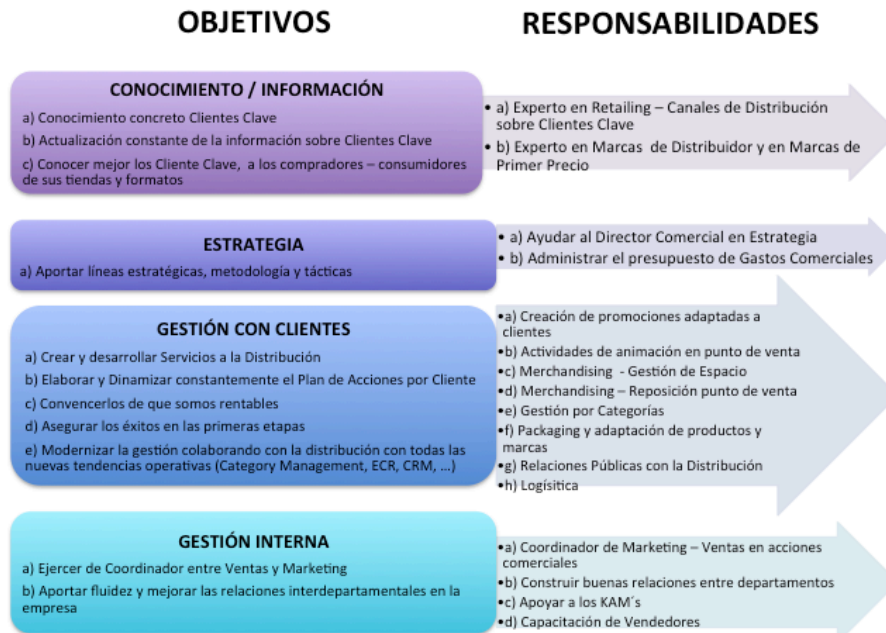 OBJETIVOS
RESPONSABILIDADES
CONOCIMIENTO / INFORMACIÓN
a) Conocimiento concreto Clientes Clave
b) Actualización constante de la información sobre Clientes Clave
c) Conocer mejor los Cliente Clave, a los compradores – consumidores
de sus tiendas y formatos
• a) Experto en Retailing – Canales de Distribución
sobre Clientes Clave
• b) Experto en Marcas de Distribuidor y en Marcas de
Primer Precio
ESTRATEGIA
a) Aportar líneas estratégicas, metodología y tácticas
• a) Ayudar al Director Comercial en Estrategia
• b) Administrar el presupuesto de Gastos Comerciales
GESTIÓN CON CLIENTES
a) Crear y desarrollar Servicios a la Distribución
b) Elaborar y Dinamizar constantemente el Plan de Acciones por Cliente
c) Convencerlos de que somos rentables
d) Asegurar los éxitos en las primeras etapas
e) Modernizar la gestión colaborando con la distribución con todas las
nuevas tendencias operativas (Category Management, ECR, CRM, ...)
•a) Creación de promociones adaptadas a
clientes
•b) Actividades de animación en punto de venta
•c) Merchandising - Gestión de Espacio
•d) Merchandising – Reposición punto de venta
•e) Gestión por Categorías
•f) Packaging y adaptación de productos y
marcas
•g) Relaciones Públicas con la Distribución
•h) Logísitica
GESTIÓN INTERNA
a) Ejercer de Coordinador entre Ventas y Marketing
b) Aportar fluidez y mejorar las relaciones interdepartamentales en la
empresa
•a) Coordinador de Marketing – Ventas en acciones
comerciales
•b) Construir buenas relaciones entre departamentos
•c) Apoyar a los KAM´s
•d) Capacitación de Vendedores